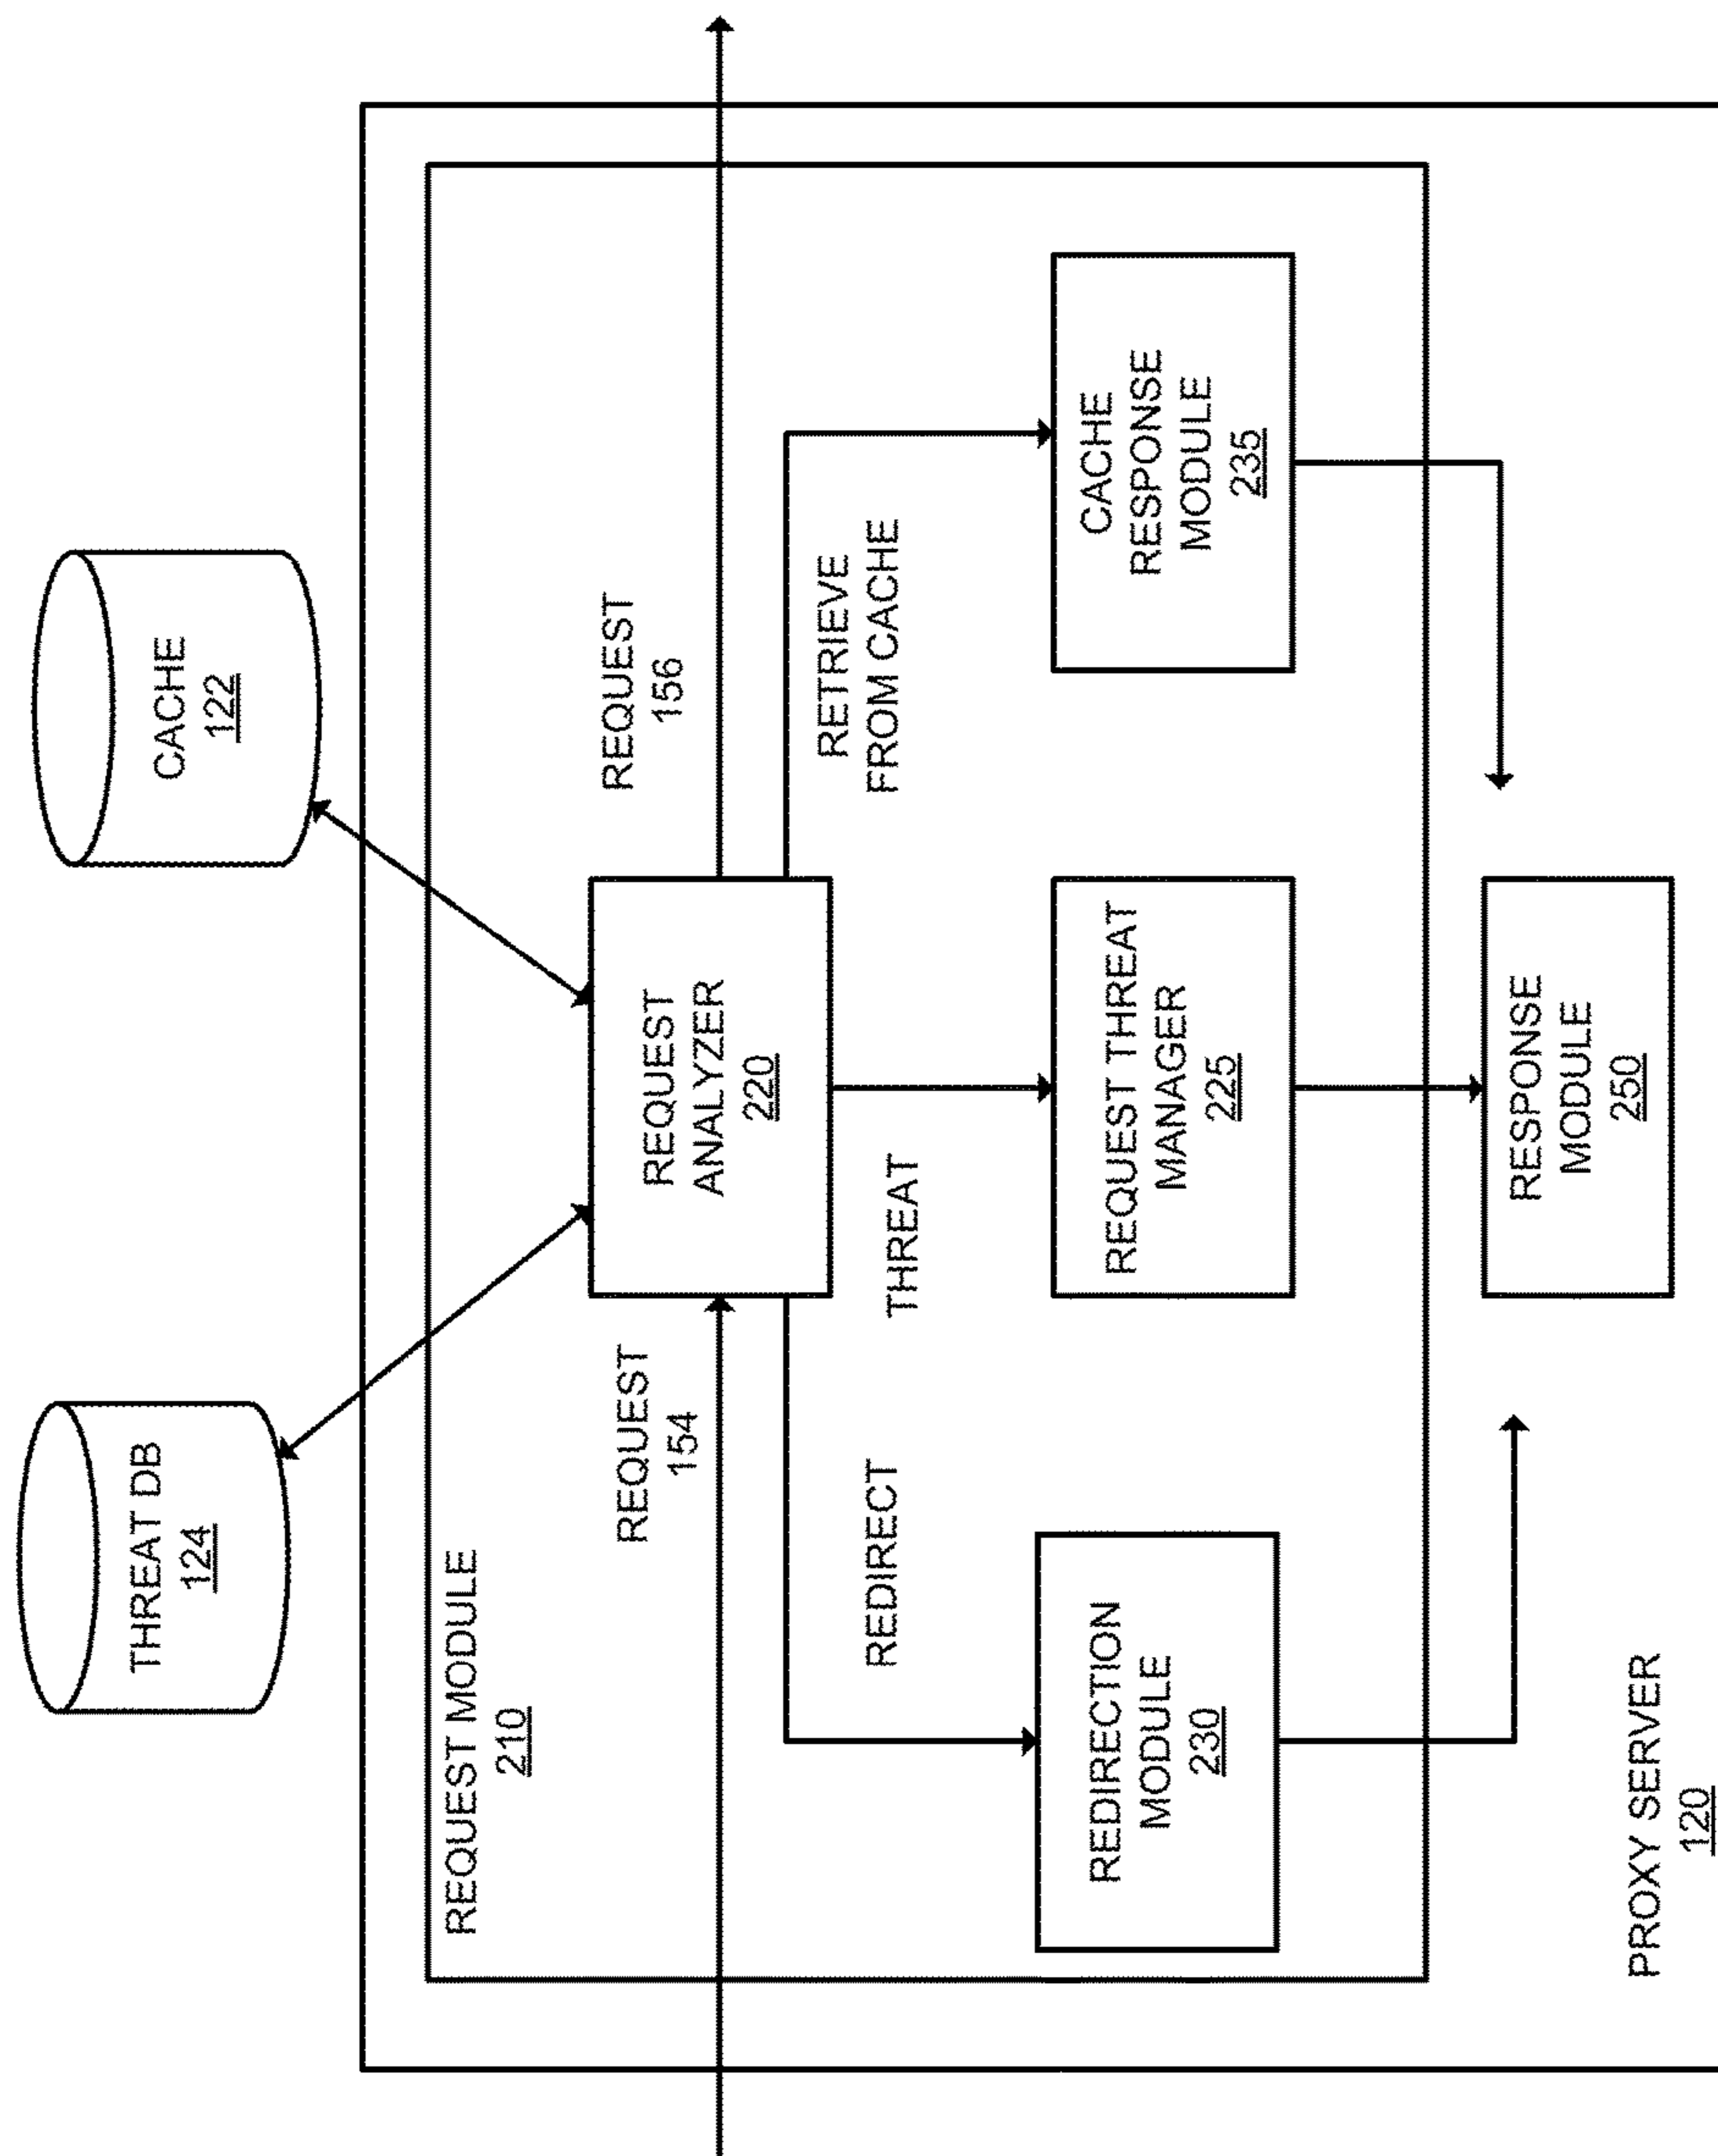 THREAT DB
124
CACHE
122
REQUEST MODULE
210
REQUEST
154
REQUEST
ANALYZER
220
REQUEST
156
REDIRECT
THREAT
RETRIEVE
FROM CACHE
REDIRECTION
MODULE
230
REQUEST THREAT
MANAGER
225
CACHE
RESPONSE
MODULE
235
RESPONSE
MODULE
250
PROXY SERVER
120